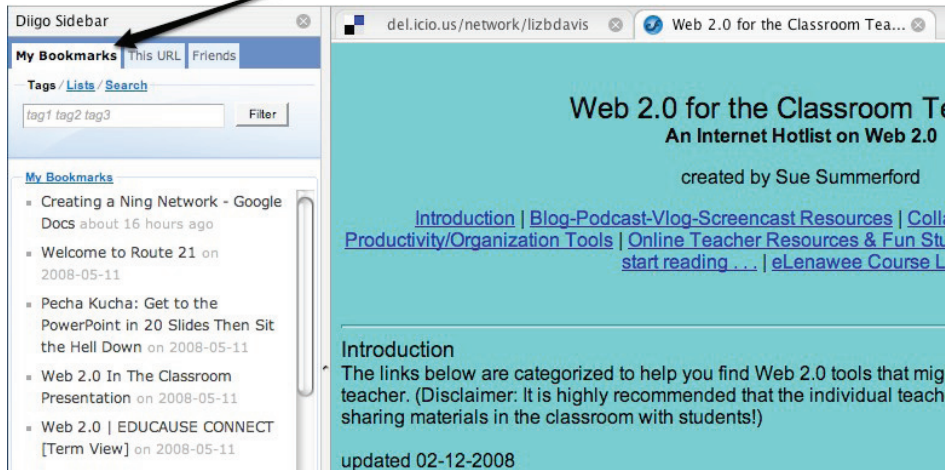 Diigo Sidebar
My Bookmarks This URL Friends
Tags / Lists / Search
tag1 tag2 tag3 Filter
My Bookmarks
Creating a Ning Network - Google
Docs about 16 hours ago
Welcome to Route 21 on
2008-05-11
Pecha Kucha: Get to the
PowerPoint in 20 Slides Then Sit
the Hell Down on 2008-05-11
Web 2.0 In The Classroom
Presentation on 2008-05-11
Web 2.0 | EDUCAUSE CONNECT
[Term View] on 2008-05-11
del.icio.us/network/lizbdavis Web 2.0 for the Classroom Tea...
Web 2.0 for the Classroom Te
An Internet Hotlist on Web 2.0
created by Sue Summerford
Introduction | Blog-Podcast-Vlog-Screencast Resources | Colla
Productivity/Organization Tools | Online Teacher Resources & Fun Stu
start reading . . . | eLenawee Course L
Introduction
The links below are categorized to help you find Web 2.0 tools that mig
teacher. (Disclaimer: It is highly recommended that the individual teach
sharing materials in the classroom with students!)
updated 02-12-2008